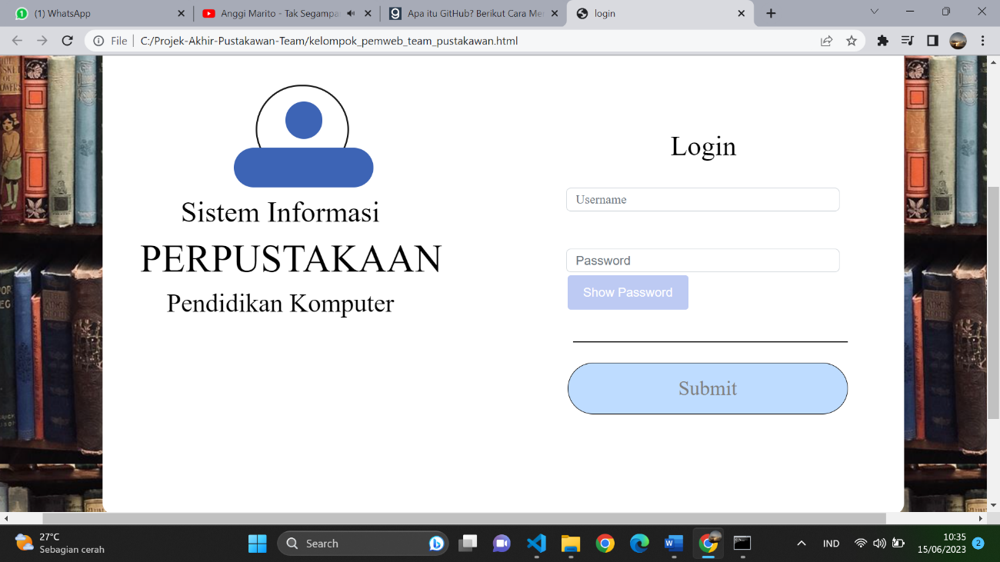 (1) WhatsApp
Anggi Marito - Tak Segampa
Apa itu GitHub? Berikut Cara Me
login
File
C:/Projek-Akhir-Pustakawan-Team/kelompok_pemweb_team_pustakawan.html
Sistem Informasi
PERPUSTAKAAN
Pendidikan Komputer
Login
Username
Password
Show Password
Submit
27°C
Sebagian cerah
Search
IND
10:35
15/06/2023
2